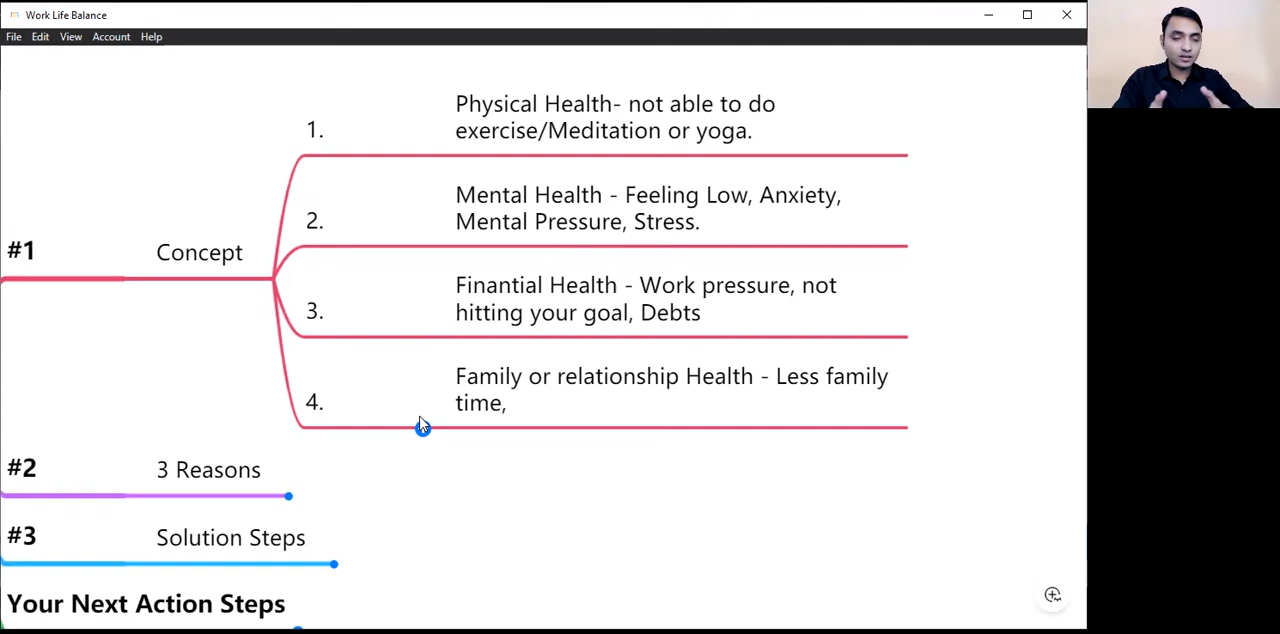 m Work Life Balance
File Edit View Account Help
Physical Health- not able to do
1. exercise/Meditation or yoga.
Mental Health - Feeling Low, Anxiety,
2. Mental Pressure, Stress.
#1 Concept
Finantial Health - Work pressure, not
3. hitting your goal, Debts
Family or relationship Health - Less family
4. time,
#2 3 Reasons
#3 Solution Steps
Your Next Action Steps